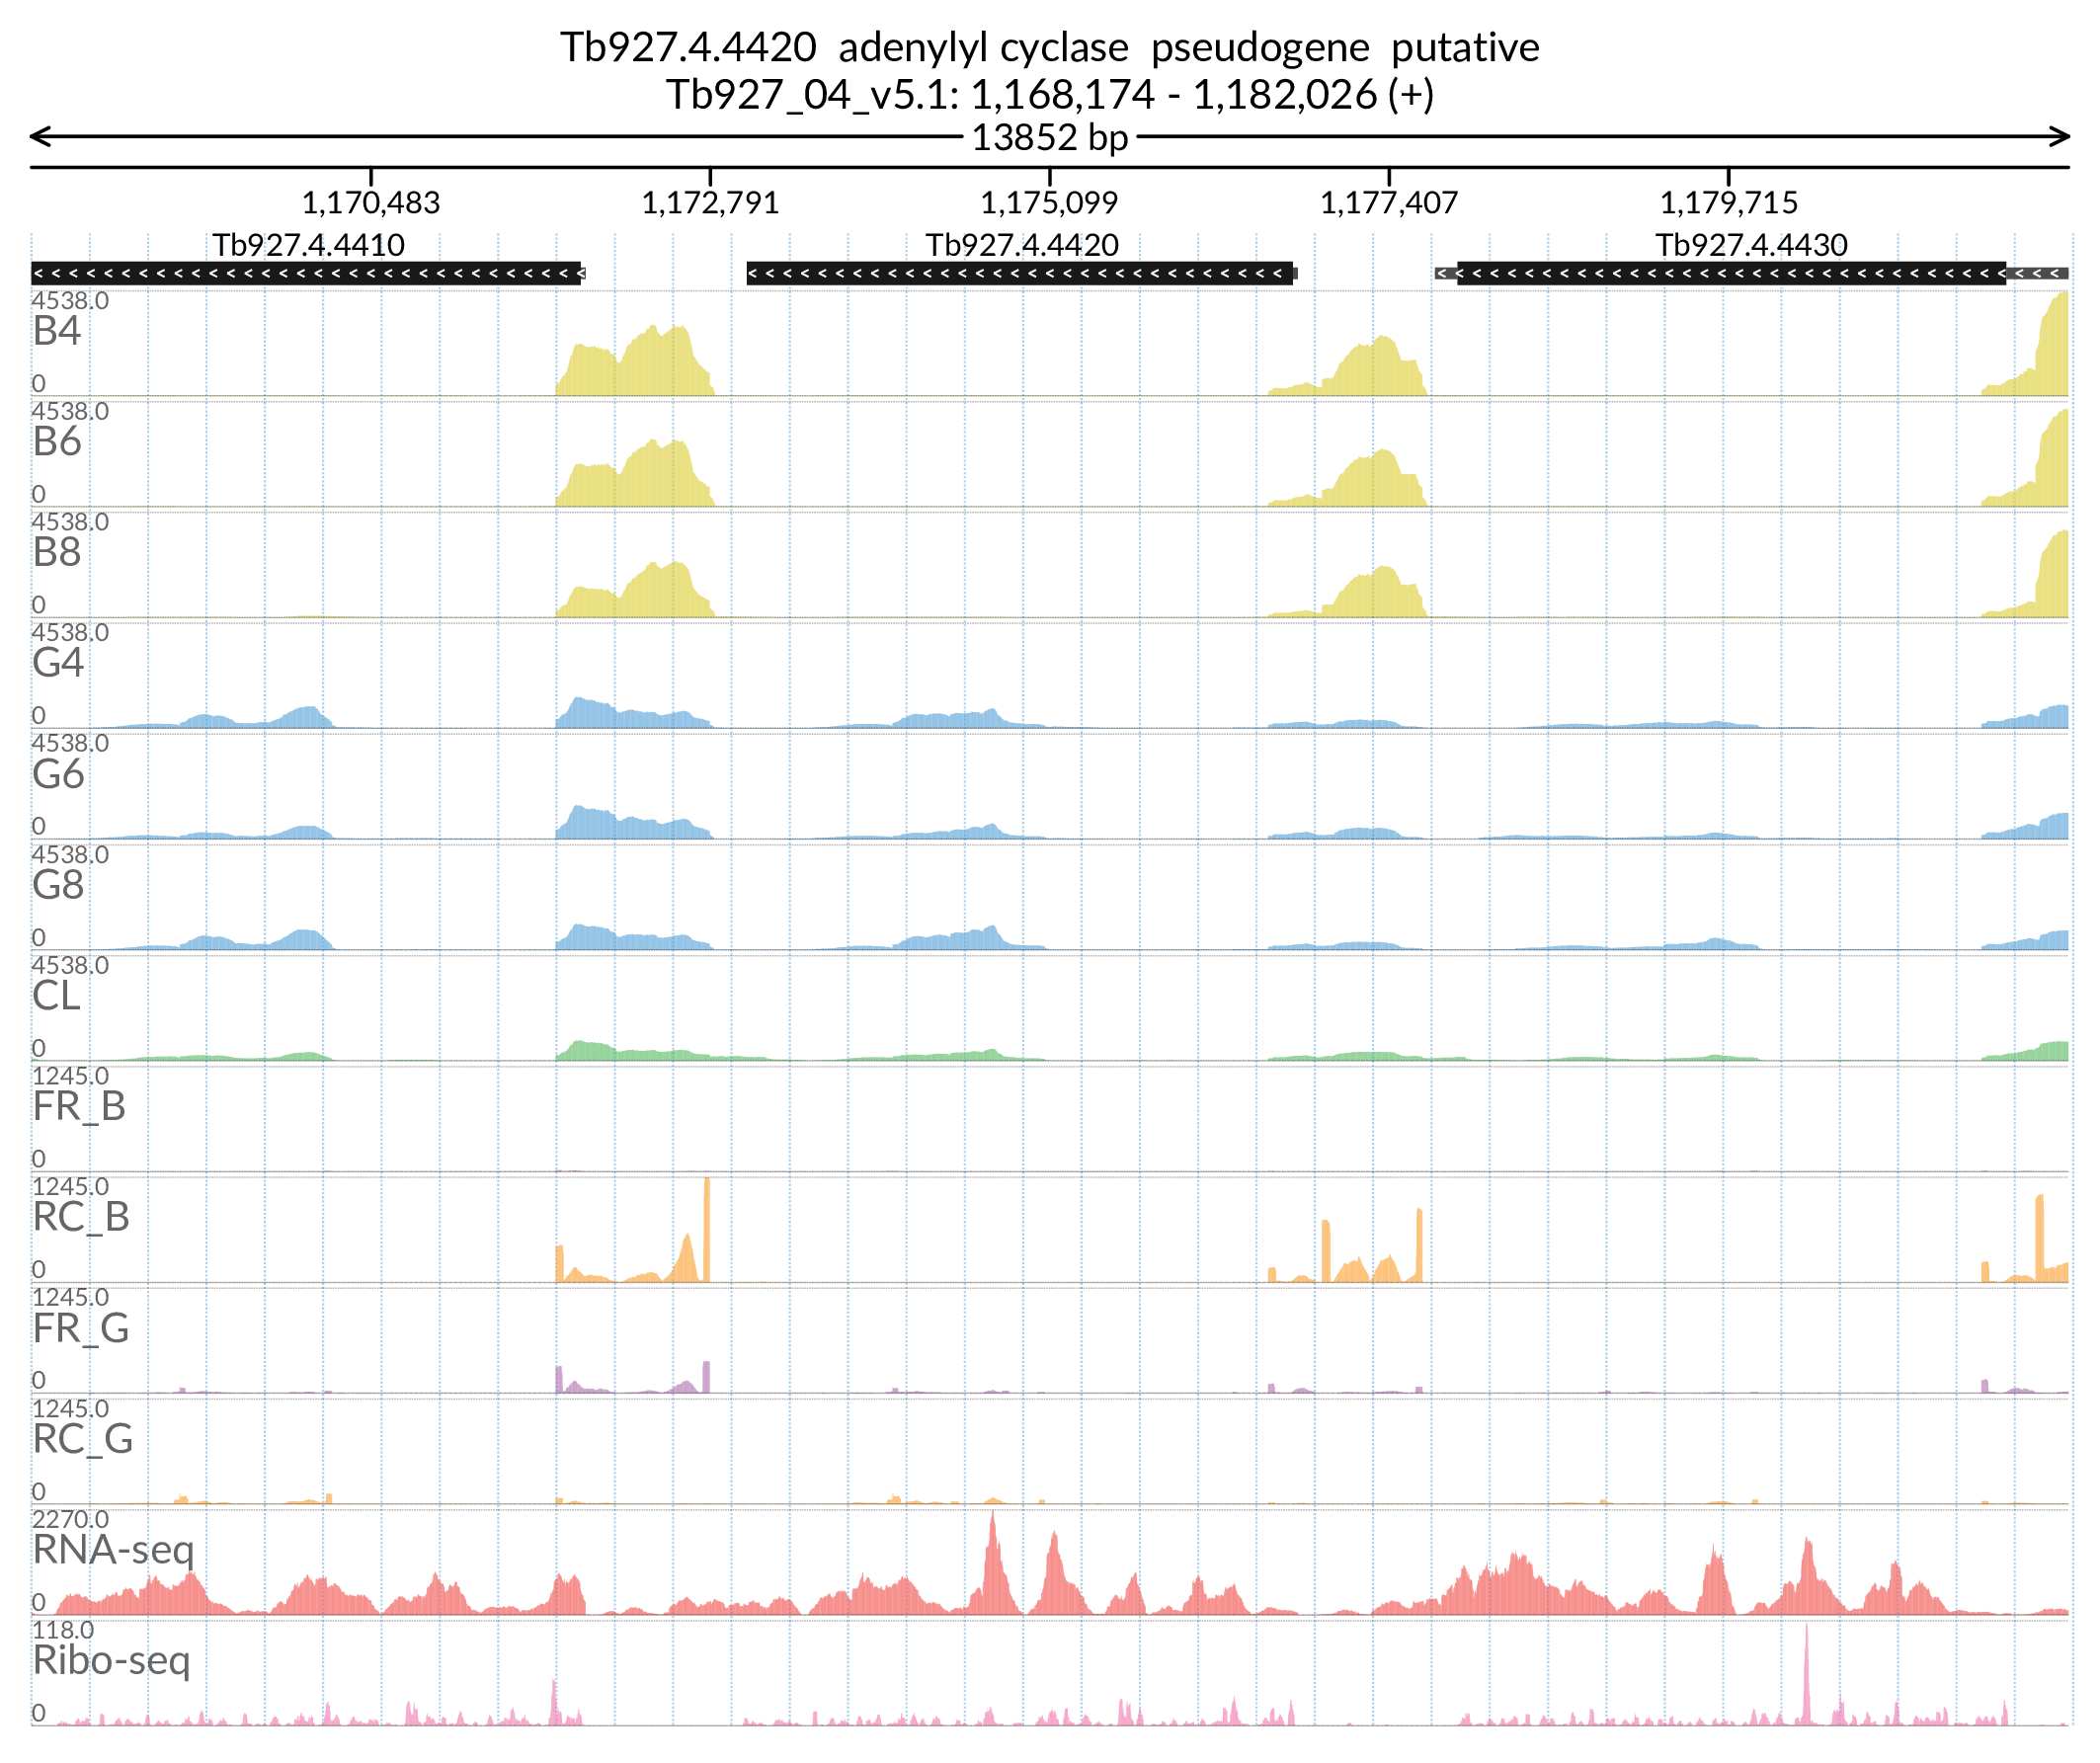 Tb927.4.4420 adenylyl cyclase pseudogene putative
Tb927_04_v5.1: 1,168,174 - 1,182,026 (+)
13852 bp
1,170,483 1,172,791 1,175,099 1,177,407 1,179,715
Tb927.4.4410 Tb927.4.4420 Tb927.4.4430
4538.0
B4
0
4538.0
B6
0
4538.0
B8
0
4538.0
G4
0
4538.0
G6
0
4538.0
G8
0
4538.0
CL
0
1245.0
FR_B
0
1245.0
RC_B
0
1245.0
FR_G
0
1245.0
RC_G
0
2270.0
RNA-seq
0
118.0
Ribo-seq
0